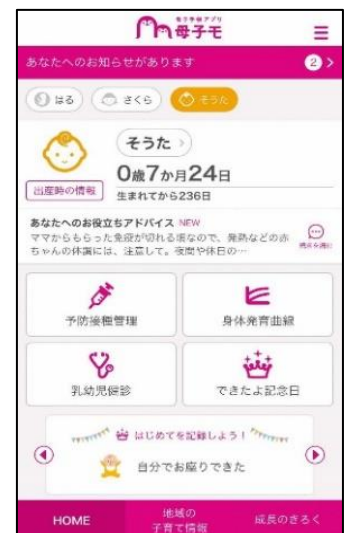 電子手帳アプリ
母子モ
あなたへのお知らせがあります
2
はる
さくら
そうた
そうた
0歳7か月24日
出産時の情報
生まれてから236日
あなたへのお役立ちアドバイス NEW
ママからもらった免疫が切れる頃なので、発熱などの赤
ちゃんの体調には、注意して。夜間や休日の…
続きを読む
予防接種管理
身体発育曲線
乳幼児健診
できたよ記念日
はじめてを記録しよう!
自分でお座りできた
HOME
地域の
子育て情報
成長のきろく